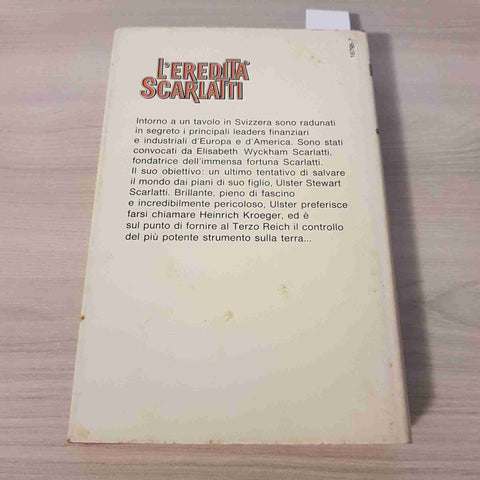 L'EREDITÀ
SCARLATTI
Intorno a un tavolo in Svizzera sono radunati
in segreto i principali leaders finanziari
e industriali d'Europa e d'America. Sono stati
convocati da Elisabeth Wyckham Scarlatti,
fondatrice dell'immensa fortuna Scarlatti.
Il suo obiettivo: un ultimo tentativo di salvare
il mondo dai piani di suo figlio, Ulster Stewart
Scarlatti. Brillante, pieno di fascino
e incredibilmente pericoloso, Ulster preferisce
farsi chiamare Heinrich Kroeger, ed è
sul punto di fornire al Terzo Reich il controllo
del più potente strumento sulla terra...
16796-7